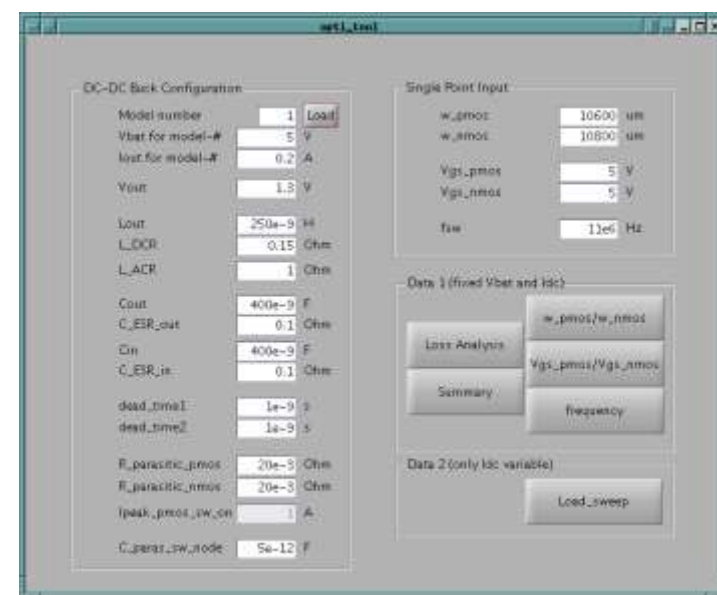 opti_tool
DC-DC Buck Configuration
Model number 1 Load
Vbat for model-# 5 V
Iout for model-# 0.2 A
Vout 1.3 V
Lout 250e-9 H
L_DCR 0.15 Ohm
L_ACR 1 Ohm
Cout 400e-9 F
C_ESR_out 0.1 Ohm
Cin 400e-9 F
C_ESR_in 0.1 Ohm
dead_time1 1e-9 s
dead_time2 1e-9 s
R_parasitic_pmos 20e-3 Ohm
R_parasitic_nmos 20e-3 Ohm
Ipeak_pmos_sw_on 1 A
C_paras_sw_node 5e-12 F
Single Point Input
w_pmos 10600 um
w_nmos 10800 um
Vgs_pmos 5 V
Vgs_nmos 5 V
fsw 11e6 Hz
Data 1 (fixed Vbat and Idc)
Loss Analysis
Summary
w_pmos/w_nmos
Vgs_pmos/Vgs_nmos
frequency
Data 2 (only Idc variable)
Load_sweep